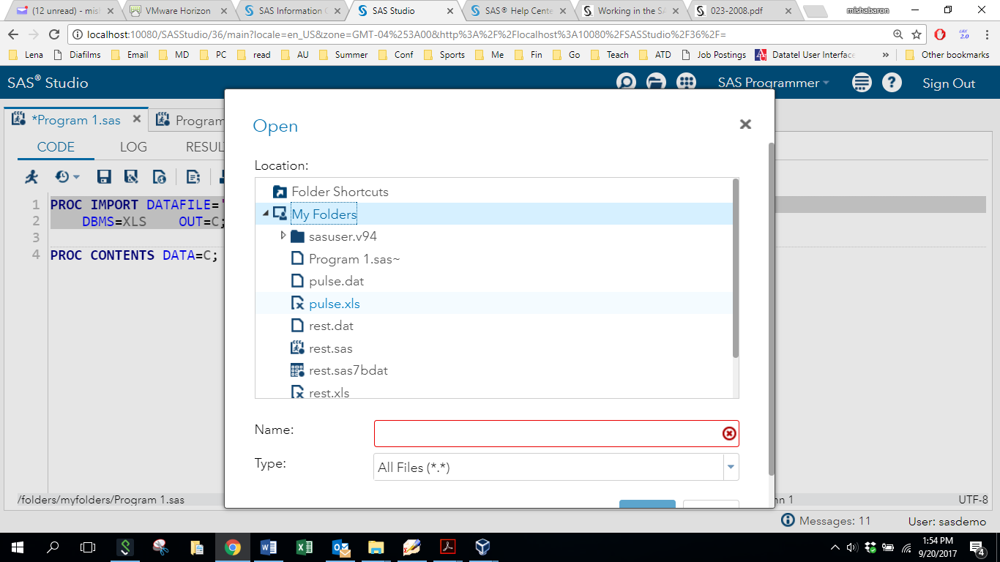 (12 unread) - mish
VMware Horizon
SAS Information C
SAS Studio
SAS® Help Cente
Working in the SA
023-2008.pdf
mishabaron
localhost:10080/SASStudio/36/main?locale=en_US&zone=GMT-04%253A00&http%3A%2F%2Flocalhost%3A10080%2FSASStudio%2F36%2F=
Lena Diafilms Email MD PC read AU Summer Conf Sports Me Fin Go Teach ATD Job Postings Datatel User Interface » Other bookmarks
SAS® Studio
SAS Programmer
Sign Out
*Program 1.sas
Program
CODE LOG RESUL
1 PROC IMPORT DATAFILE='
2 DBMS=XLS OUT=C;
3
4 PROC CONTENTS DATA=C;
Open
Location:
Folder Shortcuts
My Folders
sasuser.v94
Program 1.sas~
pulse.dat
pulse.xls
rest.dat
rest.sas
rest.sas7bdat
rest.xls
Name:
Type:
All Files (*.*)
/folders/myfolders/Program 1.sas
mn 1
UTF-8
Messages: 11
User: sasdemo
1:54 PM
9/20/2017
4